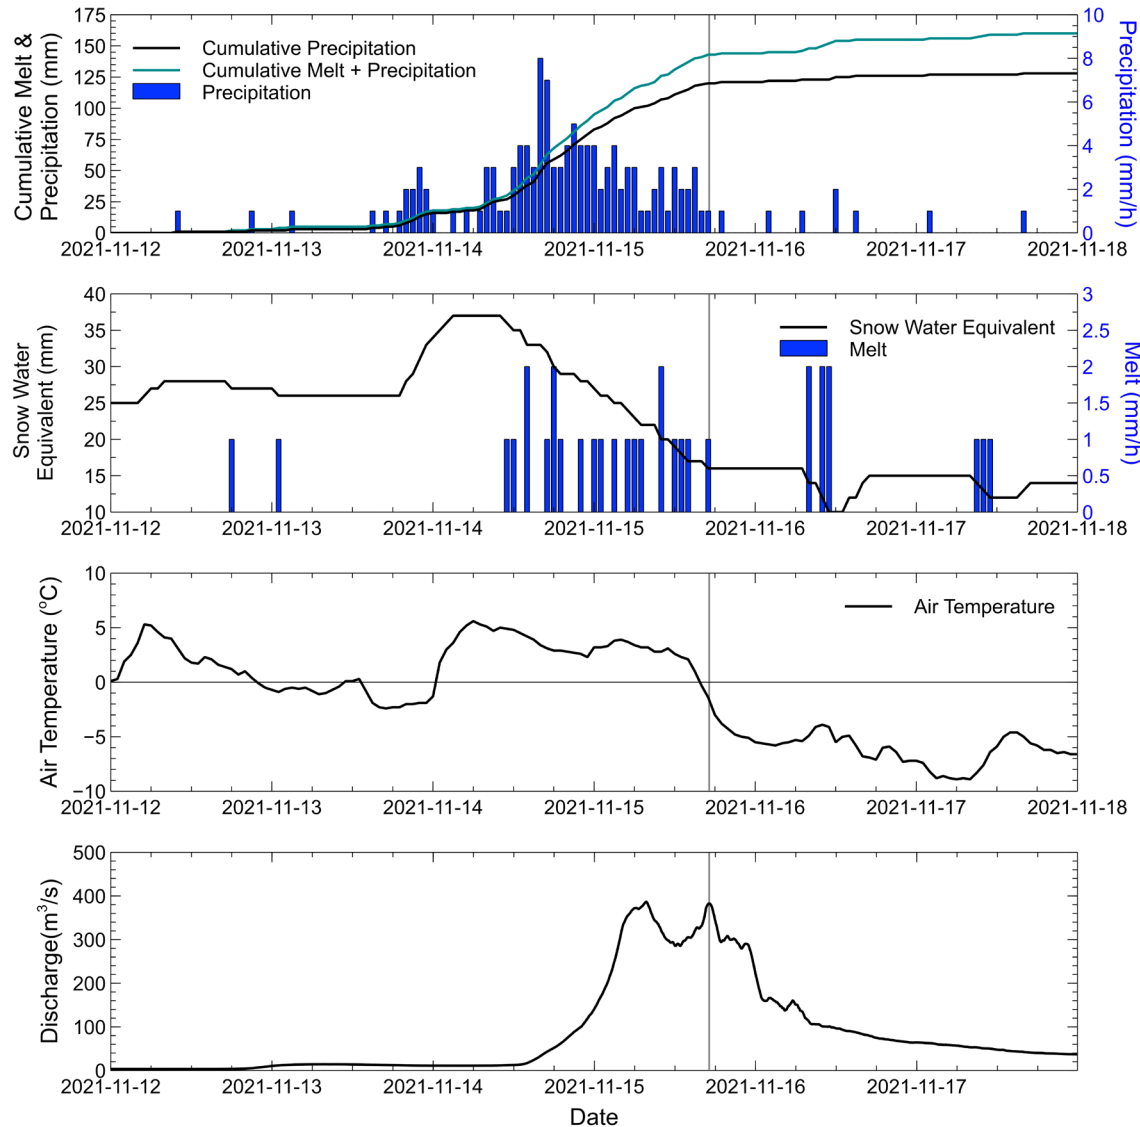 175
150
125
100
75
50
25
0
Cumulative Melt &
Precipitation (mm)
Cumulative Precipitation
Cumulative Melt + Precipitation
Precipitation
10
8
6
4
2
0
Precipitation (mm/h)
2021-11-12 2021-11-13 2021-11-14 2021-11-15 2021-11-16 2021-11-17 2021-11-18
40
35
30
25
20
15
10
Snow Water
Equivalent (mm)
Snow Water Equivalent
Melt
3
2.5
2
1.5
1
0.5
0
Melt (mm/h)
2021-11-12 2021-11-13 2021-11-14 2021-11-15 2021-11-16 2021-11-17 2021-11-18
10
5
0
−5
−10
Air Temperature (°C)
Air Temperature
2021-11-12 2021-11-13 2021-11-14 2021-11-15 2021-11-16 2021-11-17 2021-11-18
500
400
300
200
100
0
Discharge(m³/s)
2021-11-12 2021-11-13 2021-11-14 2021-11-15 2021-11-16 2021-11-17
Date